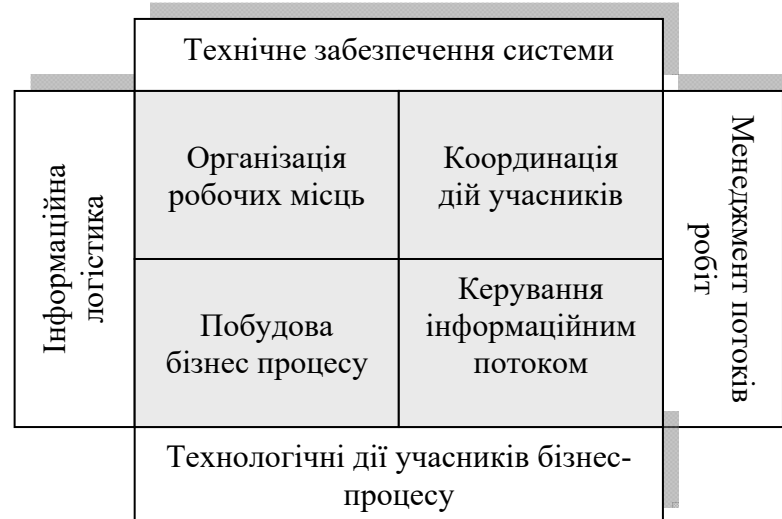 Технічне забезпечення системи
Інформаційна
логістика
Організація
робочих місць
Координація
дій учасників
Менеджмент потоків
робіт
Побудова
бізнес процесу
Керування
інформаційним
потоком
Технологічні дії учасників бізнес-
процесу